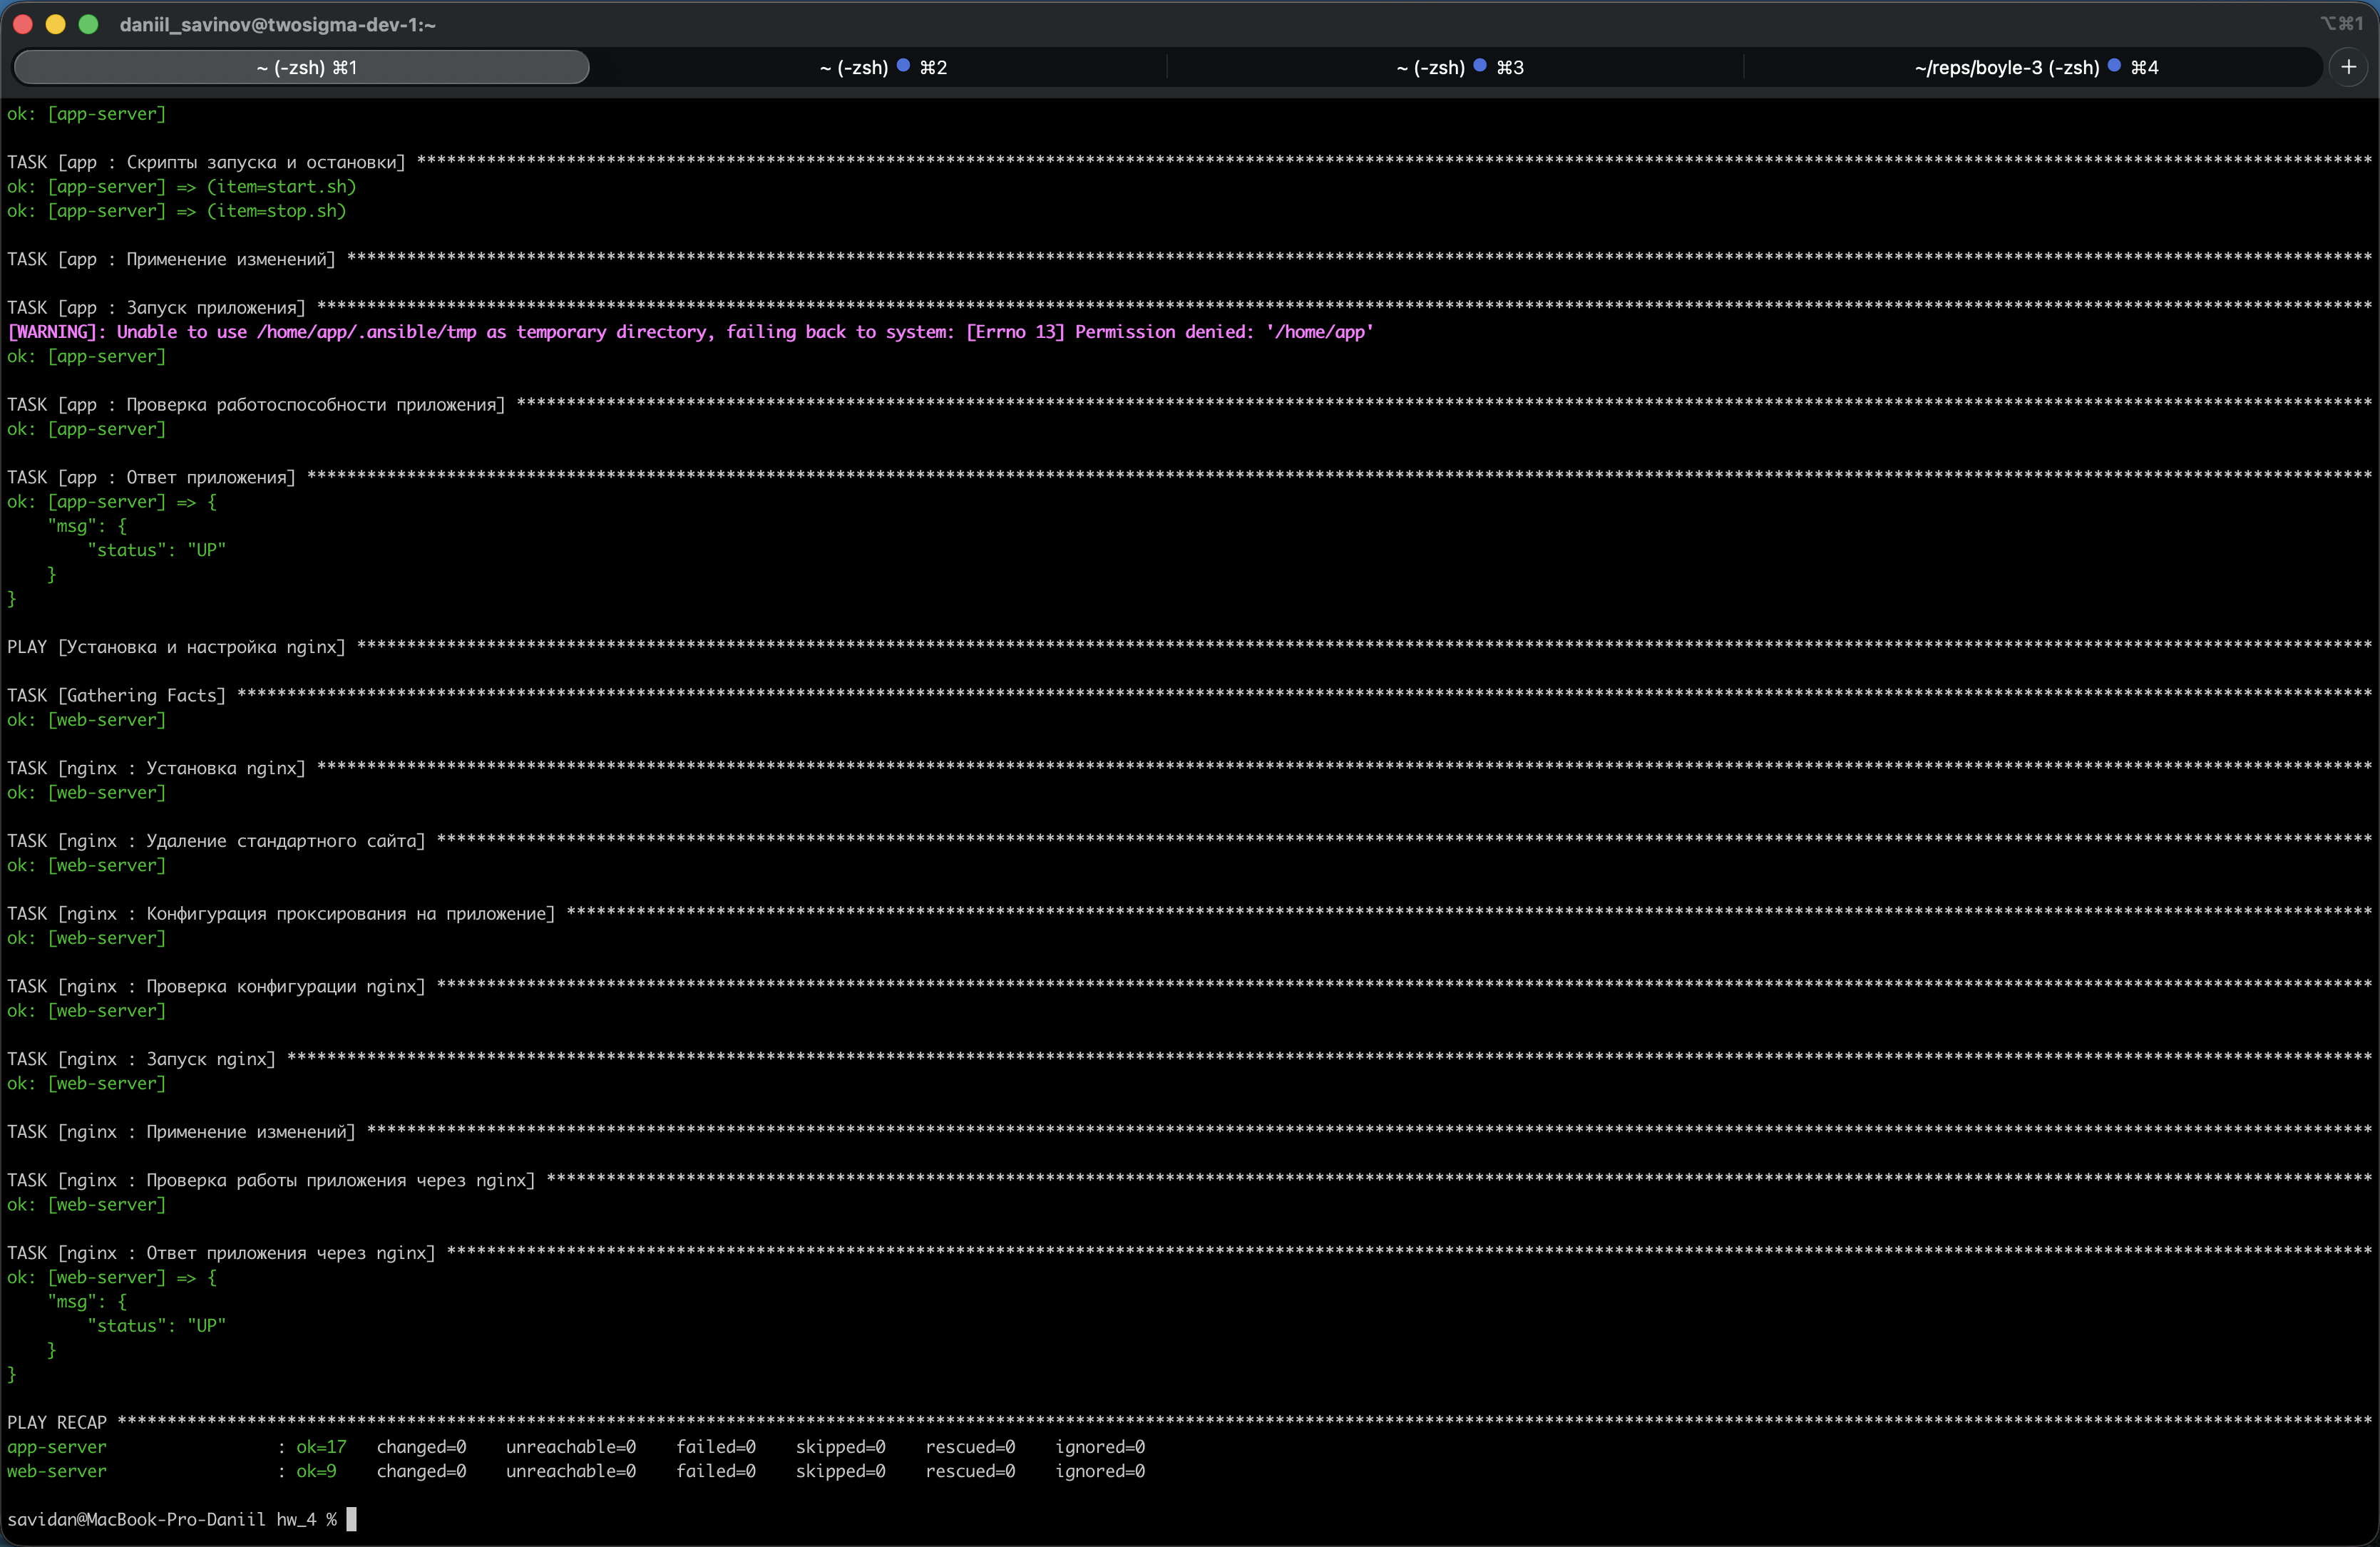 daniil_savinov@twosigma-dev-1:~
⌥⌘1
~ (-zsh) ⌘1
~ (-zsh) ⌘2
~ (-zsh) ⌘3
~/reps/boyle-3 (-zsh) ⌘4
+
ok: [app-server]
TASK [app : Скрипты запуска и остановки] ****************************************************************
ok: [app-server] => (item=start.sh)
ok: [app-server] => (item=stop.sh)
TASK [app : Применение изменений] ****************************************************************
TASK [app : Запуск приложения] ****************************************************************
[WARNING]: Unable to use /home/app/.ansible/tmp as temporary directory, failing back to system: [Errno 13] Permission denied: '/home/app'
ok: [app-server]
TASK [app : Проверка работоспособности приложения] ****************************************************************
ok: [app-server]
TASK [app : Ответ приложения] ****************************************************************
ok: [app-server] => {
    "msg": {
        "status": "UP"
    }
}
PLAY [Установка и настройка nginx] ****************************************************************
TASK [Gathering Facts] ****************************************************************
ok: [web-server]
TASK [nginx : Установка nginx] ****************************************************************
ok: [web-server]
TASK [nginx : Удаление стандартного сайта] ****************************************************************
ok: [web-server]
TASK [nginx : Конфигурация проксирования на приложение] ****************************************************************
ok: [web-server]
TASK [nginx : Проверка конфигурации nginx] ****************************************************************
ok: [web-server]
TASK [nginx : Запуск nginx] ****************************************************************
ok: [web-server]
TASK [nginx : Применение изменений] ****************************************************************
TASK [nginx : Проверка работы приложения через nginx] ****************************************************************
ok: [web-server]
TASK [nginx : Ответ приложения через nginx] ****************************************************************
ok: [web-server] => {
    "msg": {
        "status": "UP"
    }
}
PLAY RECAP ****************************************************************
app-server                 : ok=17   changed=0    unreachable=0    failed=0    skipped=0    rescued=0    ignored=0
web-server                 : ok=9    changed=0    unreachable=0    failed=0    skipped=0    rescued=0    ignored=0
savidan@MacBook-Pro-Daniil hw_4 %